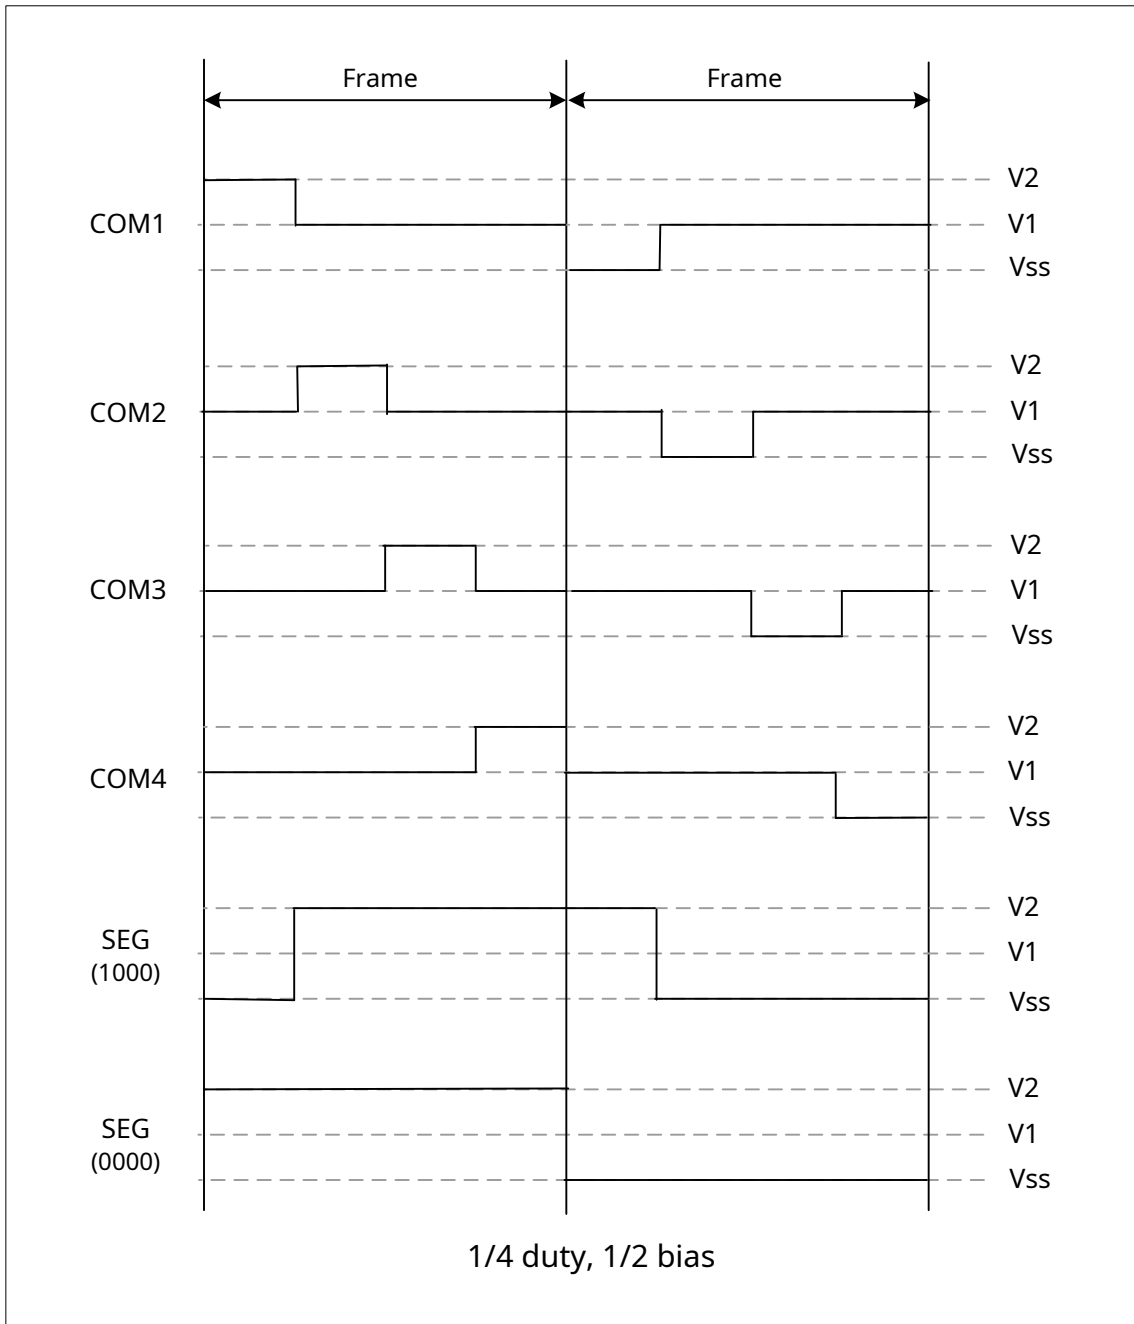 Frame Frame
V2
COM1 V1
Vss
V2
COM2 V1
Vss
V2
COM3 V1
Vss
V2
COM4 V1
Vss
V2
SEG
(1000) V1
Vss
V2
SEG
(0000) V1
Vss
1/4 duty, 1/2 bias